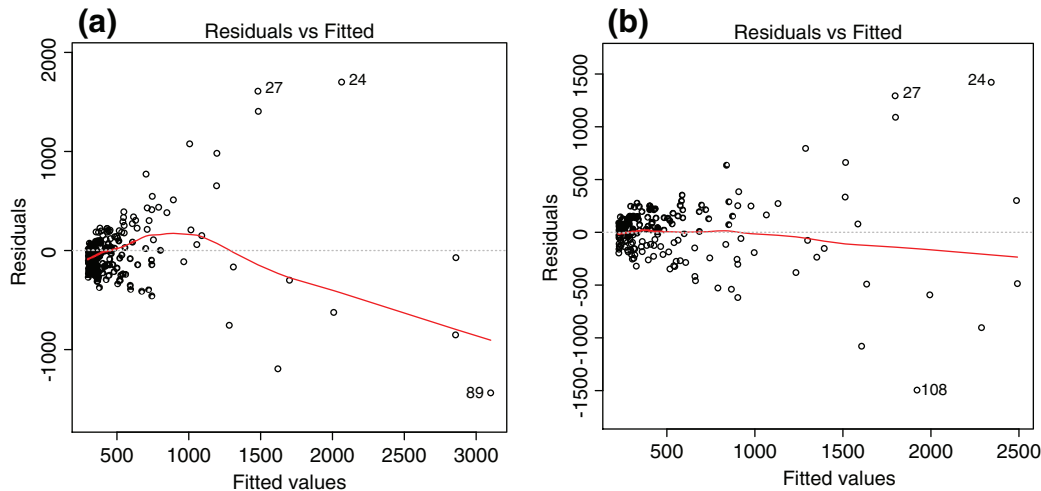 (a)
Residuals vs Fitted
Residuals
2000
1000
0
-1000
27
24
89
500 1000 1500 2000 2500 3000
Fitted values
(b)
Residuals vs Fitted
Residuals
1500
1000
500
0
-500
-1000
-1500
24
27
108
500 1000 1500 2000 2500
Fitted values